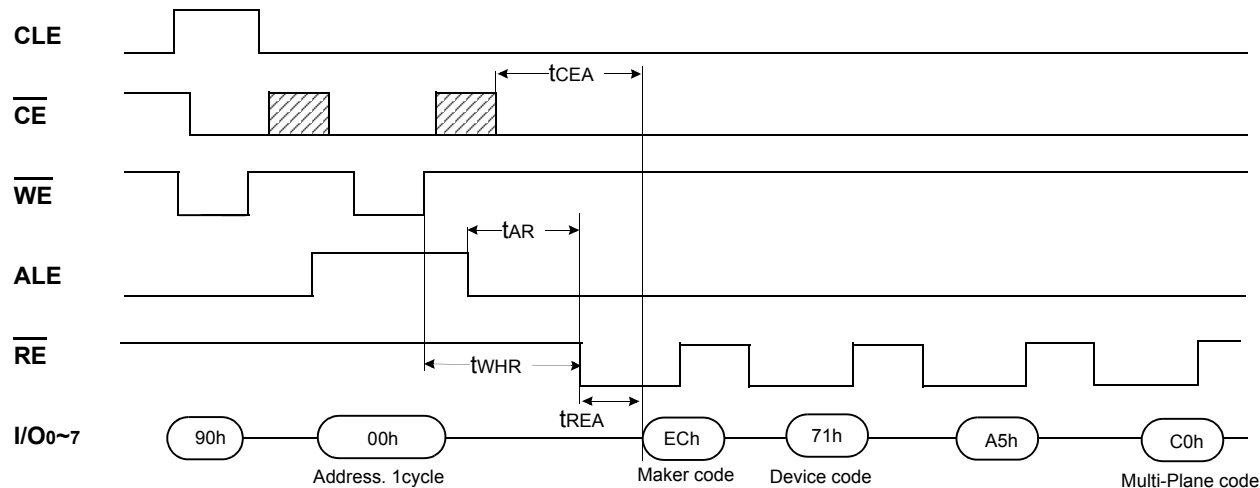 CLE
tCEA
CE
WE
tAR
ALE
RE
tWHR
tREA
I/O0~7
90h
00h
ECh
71h
A5h
C0h
Address. 1cycle
Maker code
Device code
Multi-Plane code